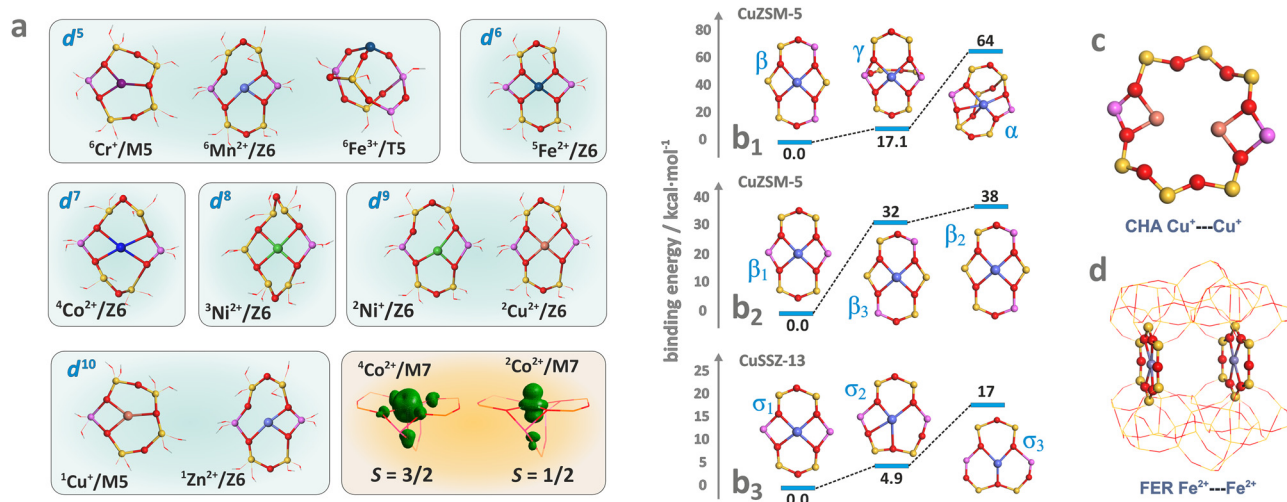 a
d⁵
⁶Cr⁺/M5
⁶Mn²⁺/Z6
⁶Fe³⁺/T5
d⁶
⁵Fe²⁺/Z6
d⁷
⁴Co²⁺/Z6
d⁸
³Ni²⁺/Z6
d⁹
²Ni⁺/Z6
²Cu²⁺/Z6
d¹⁰
¹Cu⁺/M5
¹Zn²⁺/Z6
⁴Co²⁺/M7
S = 3/2
²Co²⁺/M7
S = 1/2
binding energy / kcal·mol⁻¹
CuZSM-5
80
60
40
20
0
b₁
β
0.0
γ
17.1
64
α
CuZSM-5
40
30
20
10
0
b₂
β₁
0.0
32
β₃
38
β₂
CuSSZ-13
25
20
15
10
5
0
b₃
σ₁
0.0
σ₂
4.9
17
σ₃
c
CHA Cu⁺---Cu⁺
d
FER Fe²⁺---Fe²⁺